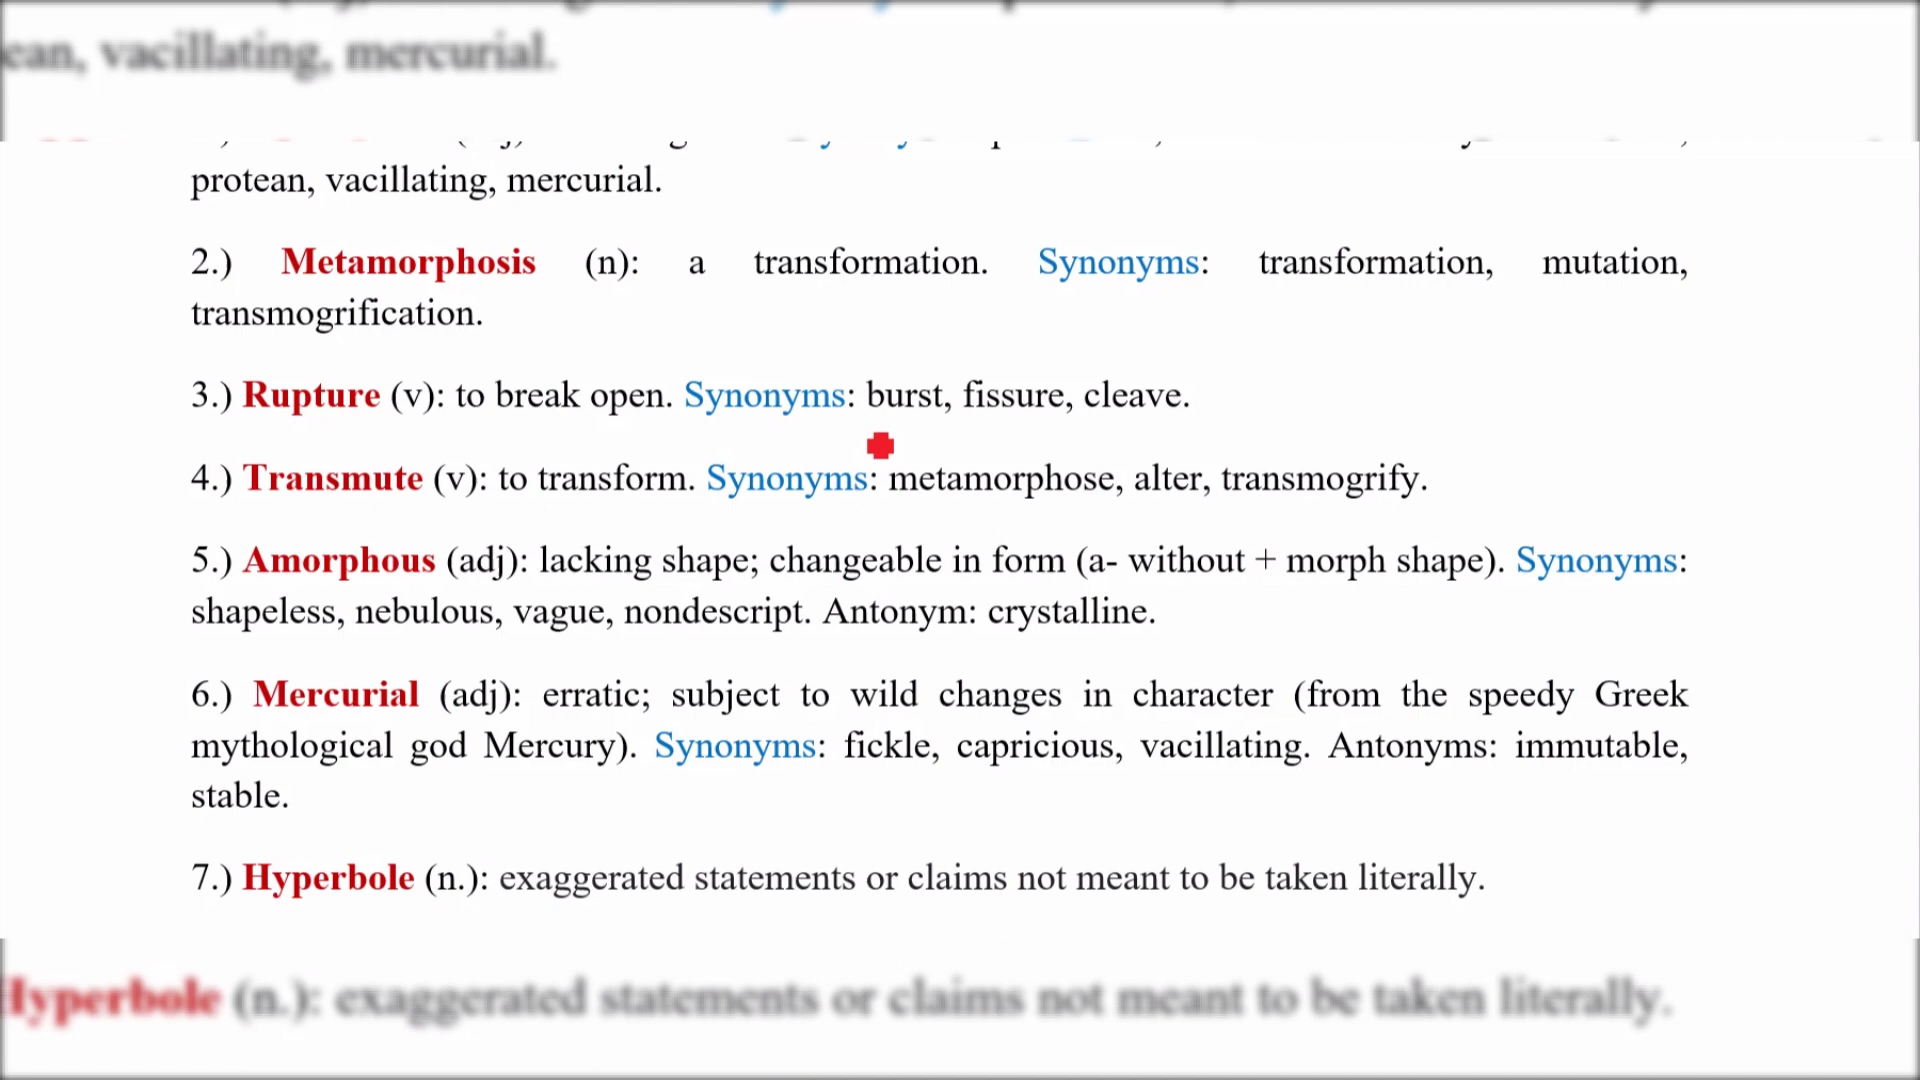 ean, vacillating, mercurial.
protean, vacillating, mercurial.
2.) Metamorphosis (n): a transformation. Synonyms: transformation, mutation,
transmogrification.
3.) Rupture (v): to break open. Synonyms: burst, fissure, cleave.
4.) Transmute (v): to transform. Synonyms: metamorphose, alter, transmogrify.
5.) Amorphous (adj): lacking shape; changeable in form (a- without + morph shape). Synonyms:
shapeless, nebulous, vague, nondescript. Antonym: crystalline.
6.) Mercurial (adj): erratic; subject to wild changes in character (from the speedy Greek
mythological god Mercury). Synonyms: fickle, capricious, vacillating. Antonyms: immutable,
stable.
7.) Hyperbole (n.): exaggerated statements or claims not meant to be taken literally.
Hyperbole (n.): exaggerated statements or claims not meant to be taken literally.